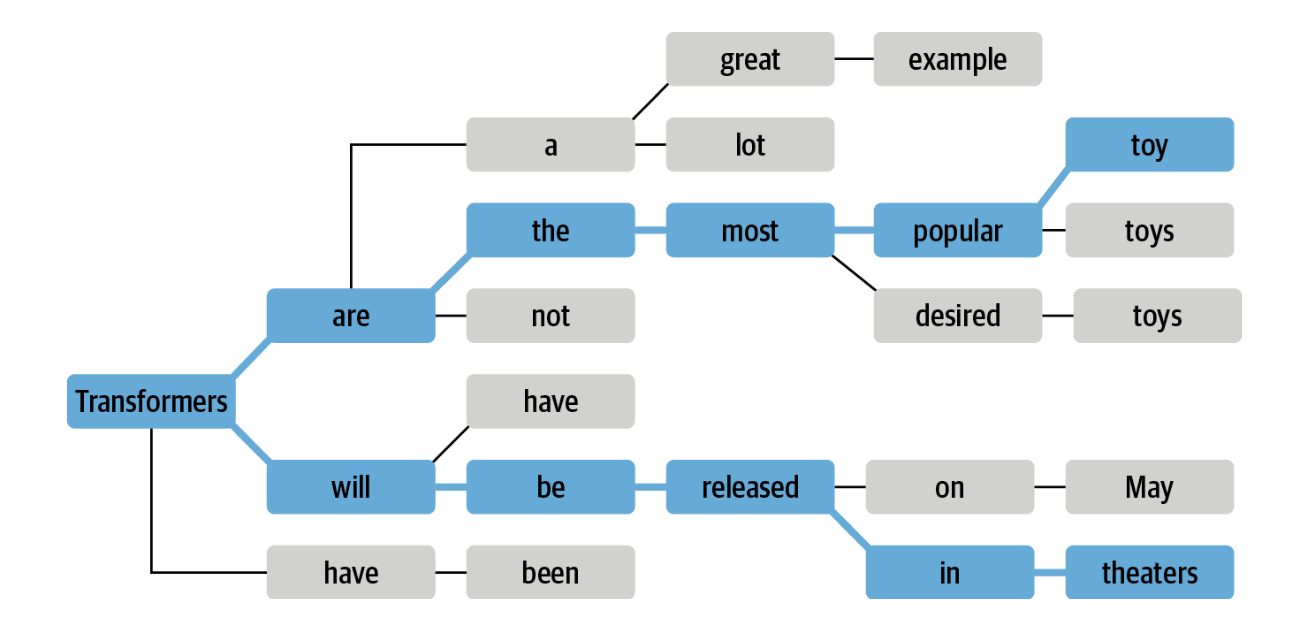 great example
a lot toy
the most popular toys
are not desired toys
Transformers have
will be released on May
have been in theaters